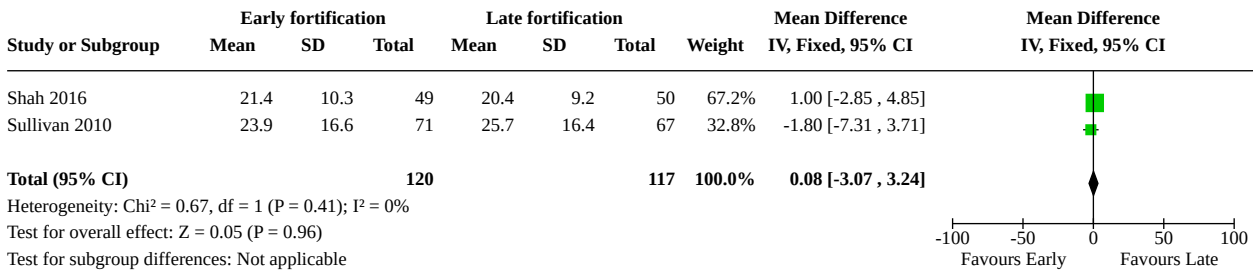 Early fortification Late fortification Mean Difference Mean Difference
Study or Subgroup Mean SD Total Mean SD Total Weight IV, Fixed, 95% CI IV, Fixed, 95% CI
Shah 2016 21.4 10.3 49 20.4 9.2 50 67.2% 1.00 [-2.85 , 4.85]
Sullivan 2010 23.9 16.6 71 25.7 16.4 67 32.8% -1.80 [-7.31 , 3.71]
Total (95% CI) 120 117 100.0% 0.08 [-3.07 , 3.24]
Heterogeneity: Chi² = 0.67, df = 1 (P = 0.41); I² = 0%
Test for overall effect: Z = 0.05 (P = 0.96) -100 -50 0 50 100
Test for subgroup differences: Not applicable Favours Early Favours Late